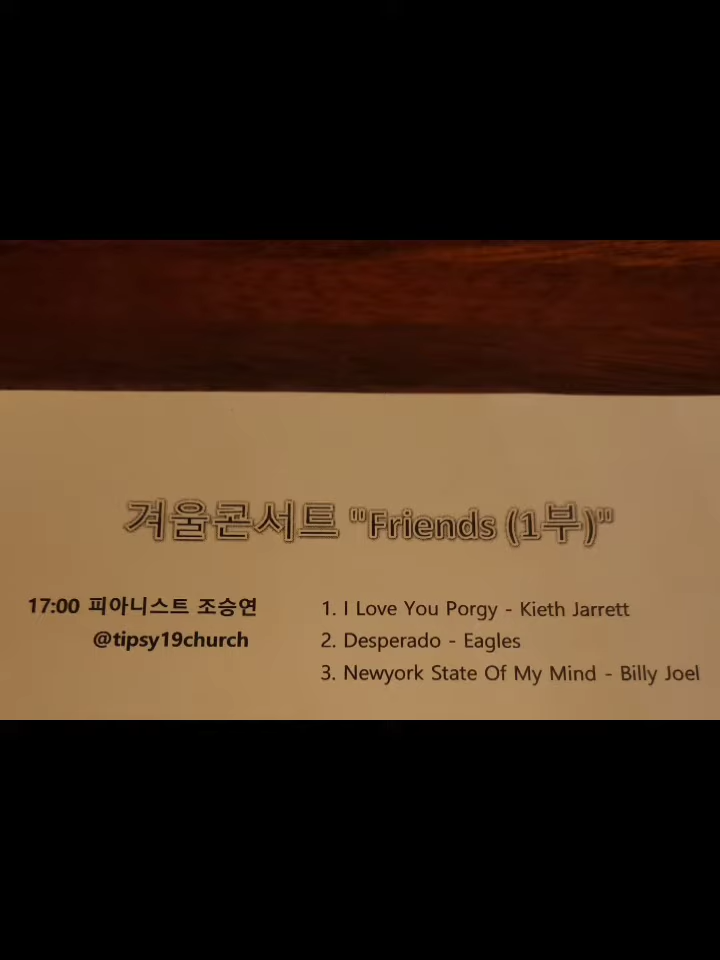 겨울콘서트 "Friends (1부)"
17:00 피아니스트 조승연
@tipsy19church
1. I Love You Porgy - Kieth Jarrett
2. Desperado - Eagles
3. Newyork State Of My Mind - Billy Joel